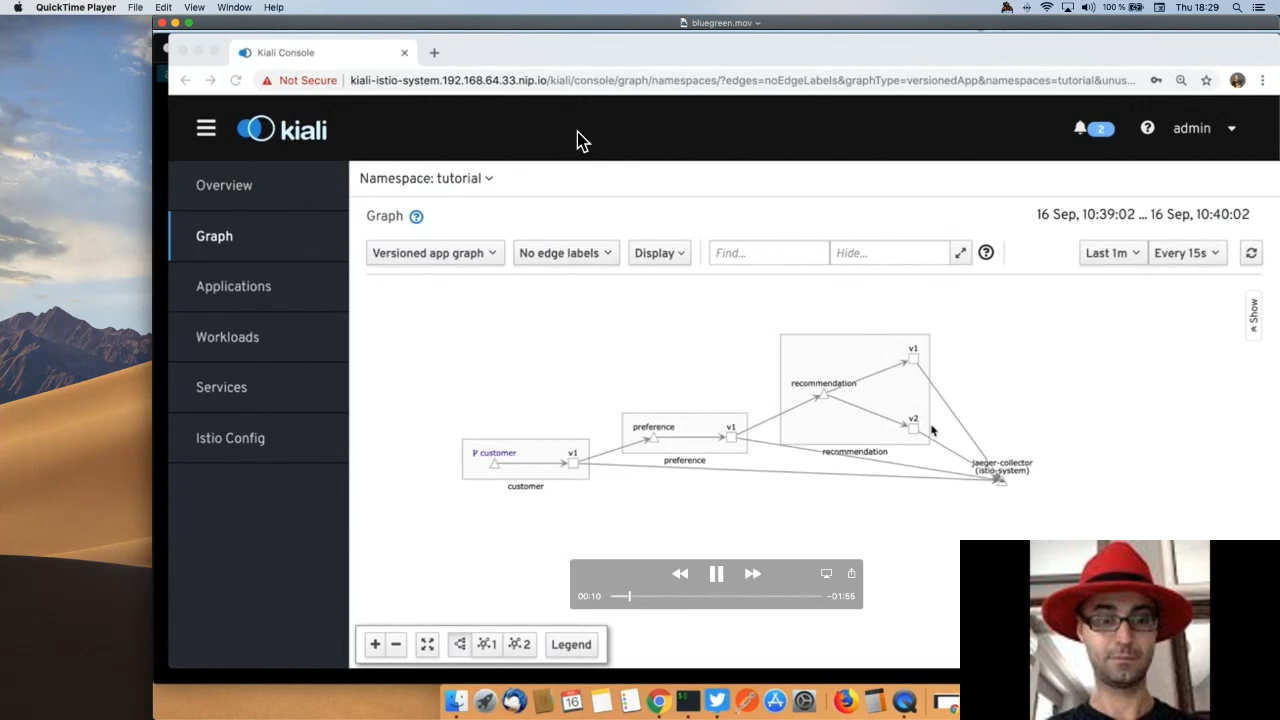 QuickTime Player File Edit View Window Help 100 % Thu 18:29
bluegreen.mov
Kiali Console
Not Secure kiali-istio-system.192.168.64.33.nip.io/kiali/console/graph/namespaces/?edges=noEdgeLabels&graphType=versionedApp&namespaces=tutorial&unus...
kiali 2 admin
Overview
Graph
Applications
Workloads
Services
Istio Config
Namespace: tutorial
Graph 16 Sep, 10:39:02 ... 16 Sep, 10:40:02
Versioned app graph No edge labels Display Find... Hide... Last 1m Every 15s
Show
v1
recommendation
v2
recommendation
preference v1
preference
customer v1
customer
jaeger-collector
(istio-system)
00:10 -01:55
1 2 Legend
16